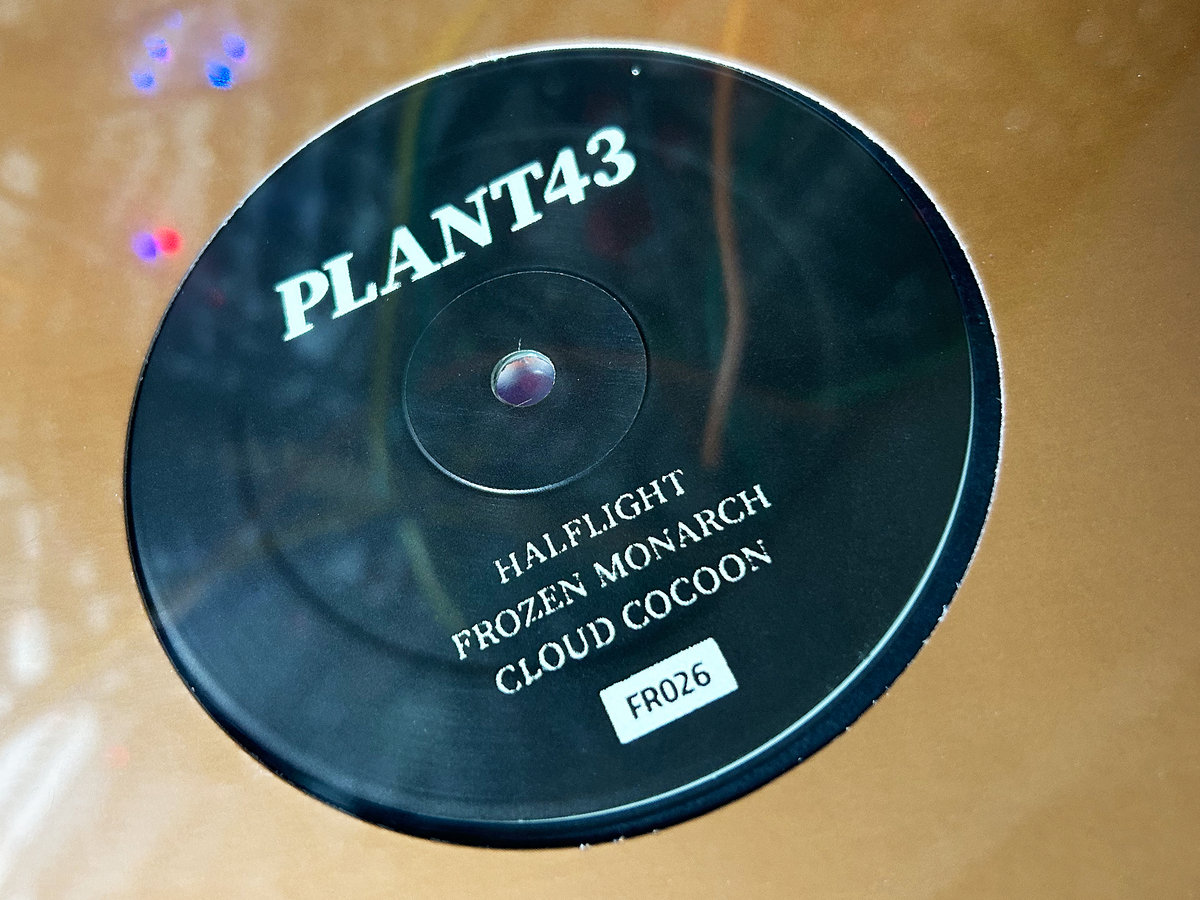 PLANT43
HALFLIGHT
FROZEN MONARCH
CLOUD COCOON
FR026